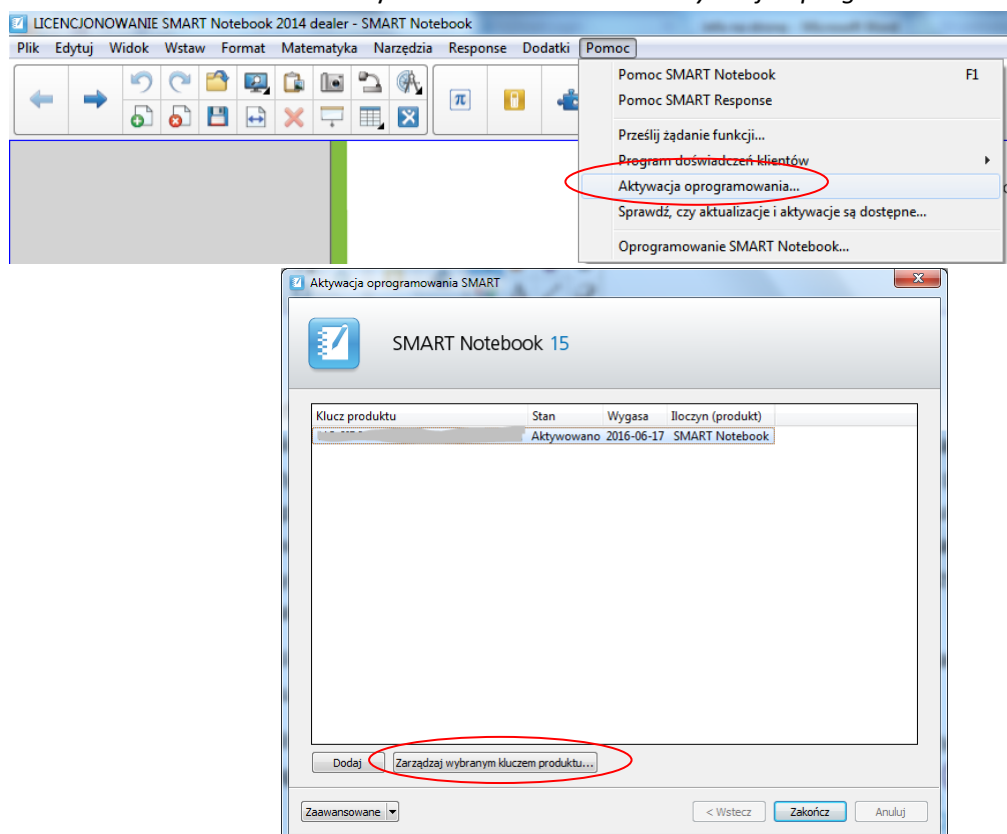 LICENCJONOWANIE SMART Notebook 2014 dealer - SMART Notebook
Plik Edytuj Widok Wstaw Format Matematyka Narzędzia Response Dodatki Pomoc
Pomoc SMART Notebook F1
Pomoc SMART Response
Prześlij żądanie funkcji...
Program doświadczeń klientów
Aktywacja oprogramowania...
Sprawdź, czy aktualizacje i aktywacje są dostępne...
Oprogramowanie SMART Notebook...
Aktywacja oprogramowania SMART
SMART Notebook 15
Klucz produktu Stan Wygasa Iloczyn (produkt)
Aktywowano 2016-06-17 SMART Notebook
Dodaj Zarządzaj wybranym kluczem produktu...
Zaawansowane < Wstecz Zakończ Anuluj